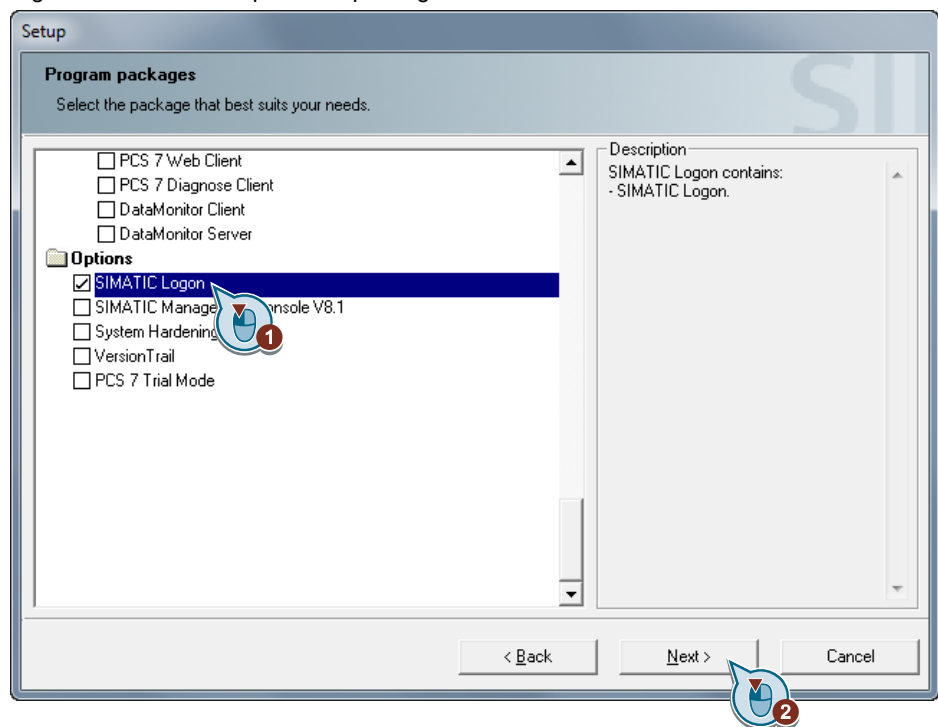 Setup
Program packages
Select the package that best suits your needs.
SI
PCS 7 Web Client
PCS 7 Diagnose Client
DataMonitor Client
DataMonitor Server
Options
SIMATIC Logon
SIMATIC Manage nsole V8.1
System Hardening
VersionTrail
PCS 7 Trial Mode
1
Description
SIMATIC Logon contains:
- SIMATIC Logon.
< Back
Next >
Cancel
2